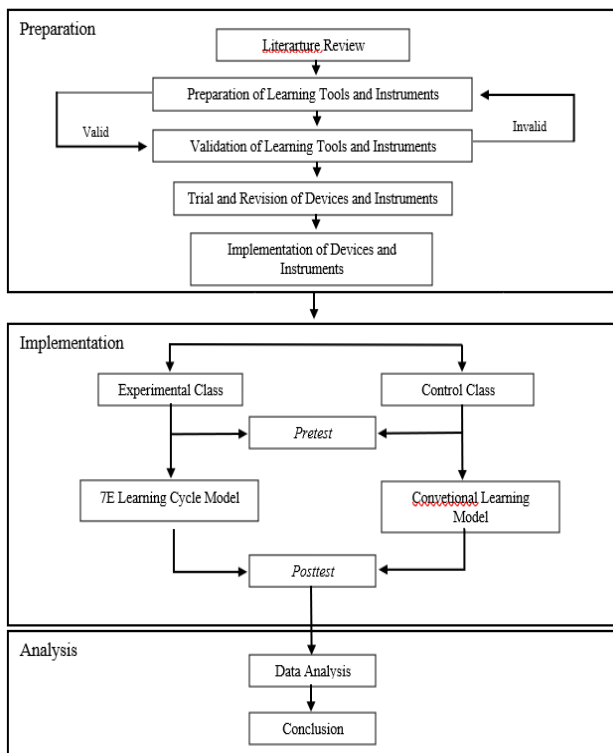 Preparation
Literarture Review
Preparation of Learning Tools and Instruments
Valid
Invalid
Validation of Learning Tools and Instruments
Trial and Revision of Devices and Instruments
Implementation of Devices and
Instruments
Implementation
Experimental Class
Control Class
Pretest
7E Learning Cycle Model
Convetional Learning
Model
Posttest
Analysis
Data Analysis
Conclusion